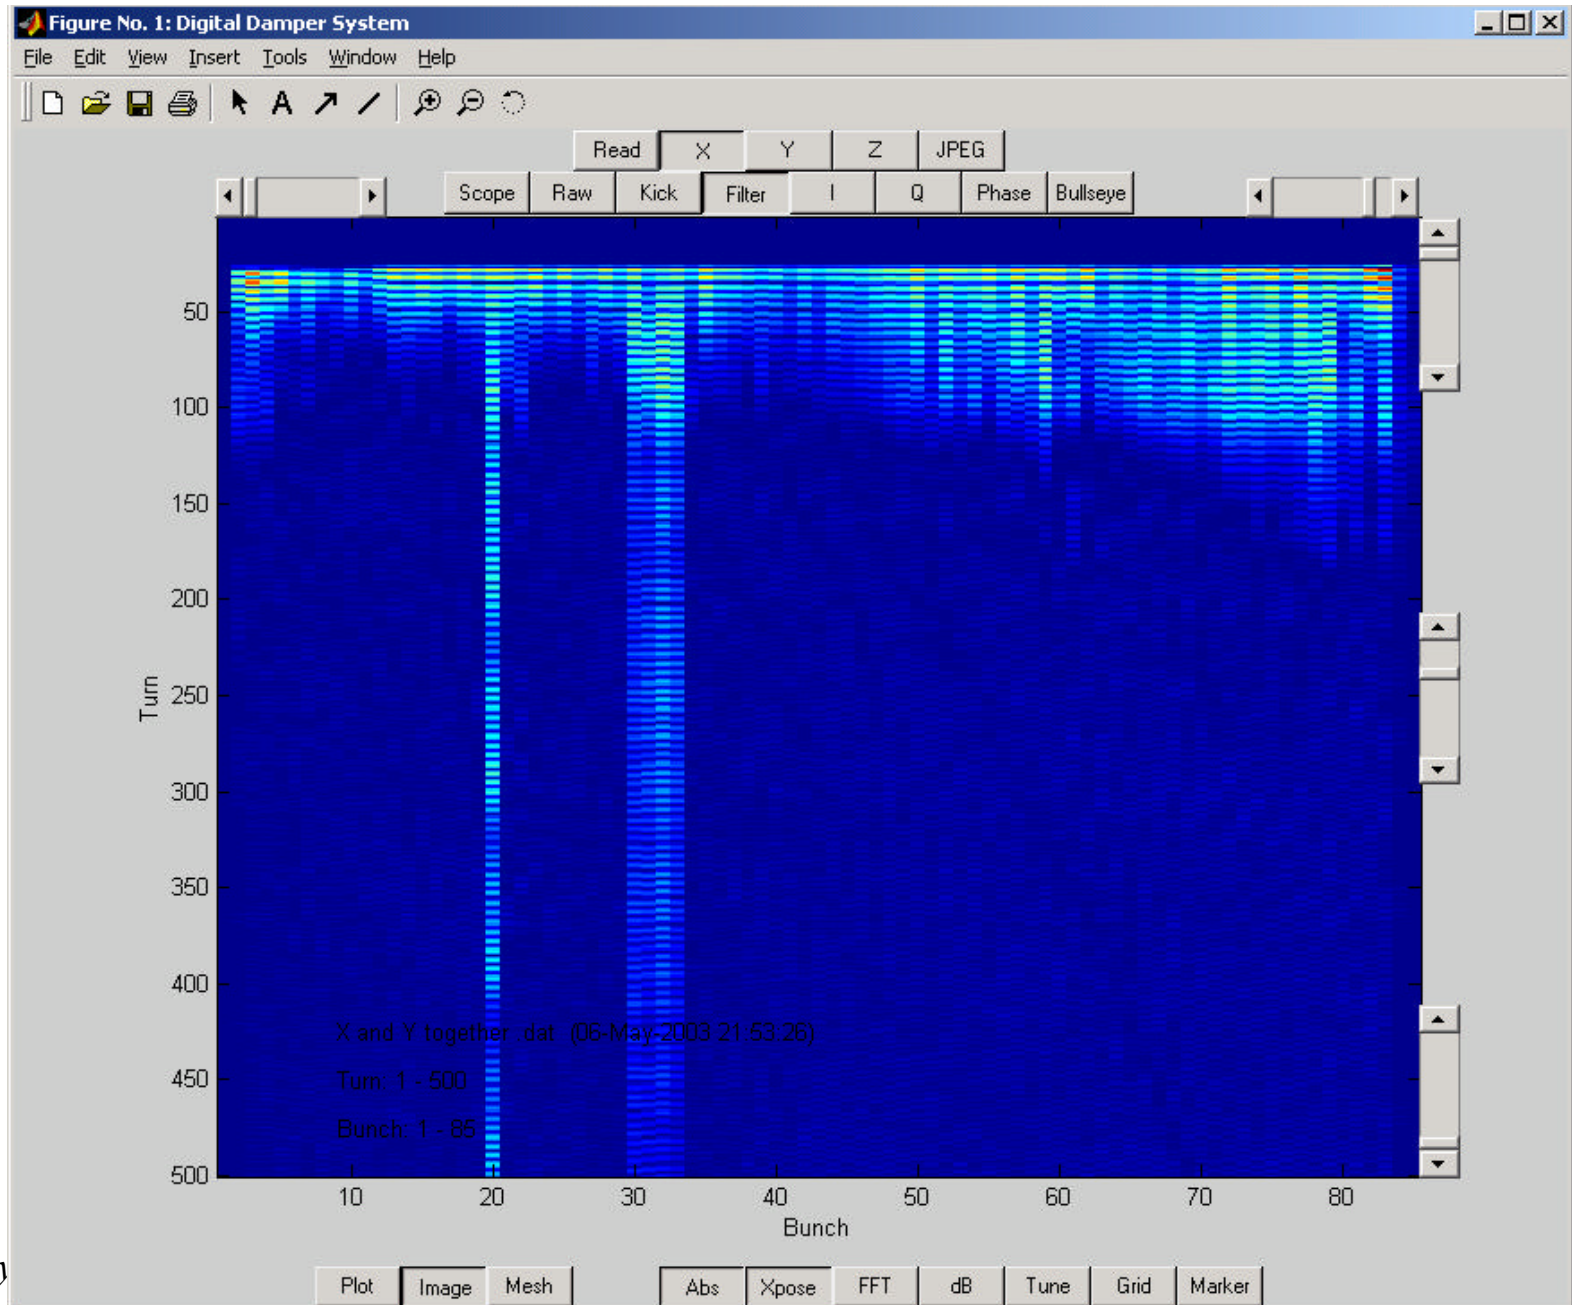 Figure No. 1: Digital Damper System
File Edit View Insert Tools Window Help
A
Read X Y Z JPEG
Scope Raw Kick Filter I Q Phase Bullseye
50
100
150
200
250
300
350
400
450
500
Turn
X and Y together .dat (06-May-2003 21:53:26)
Turn: 1 - 500
Bunch: 1 - 85
10 20 30 40 50 60 70 80
Bunch
Plot Image Mesh Abs Xpose FFT dB Tune Grid Marker